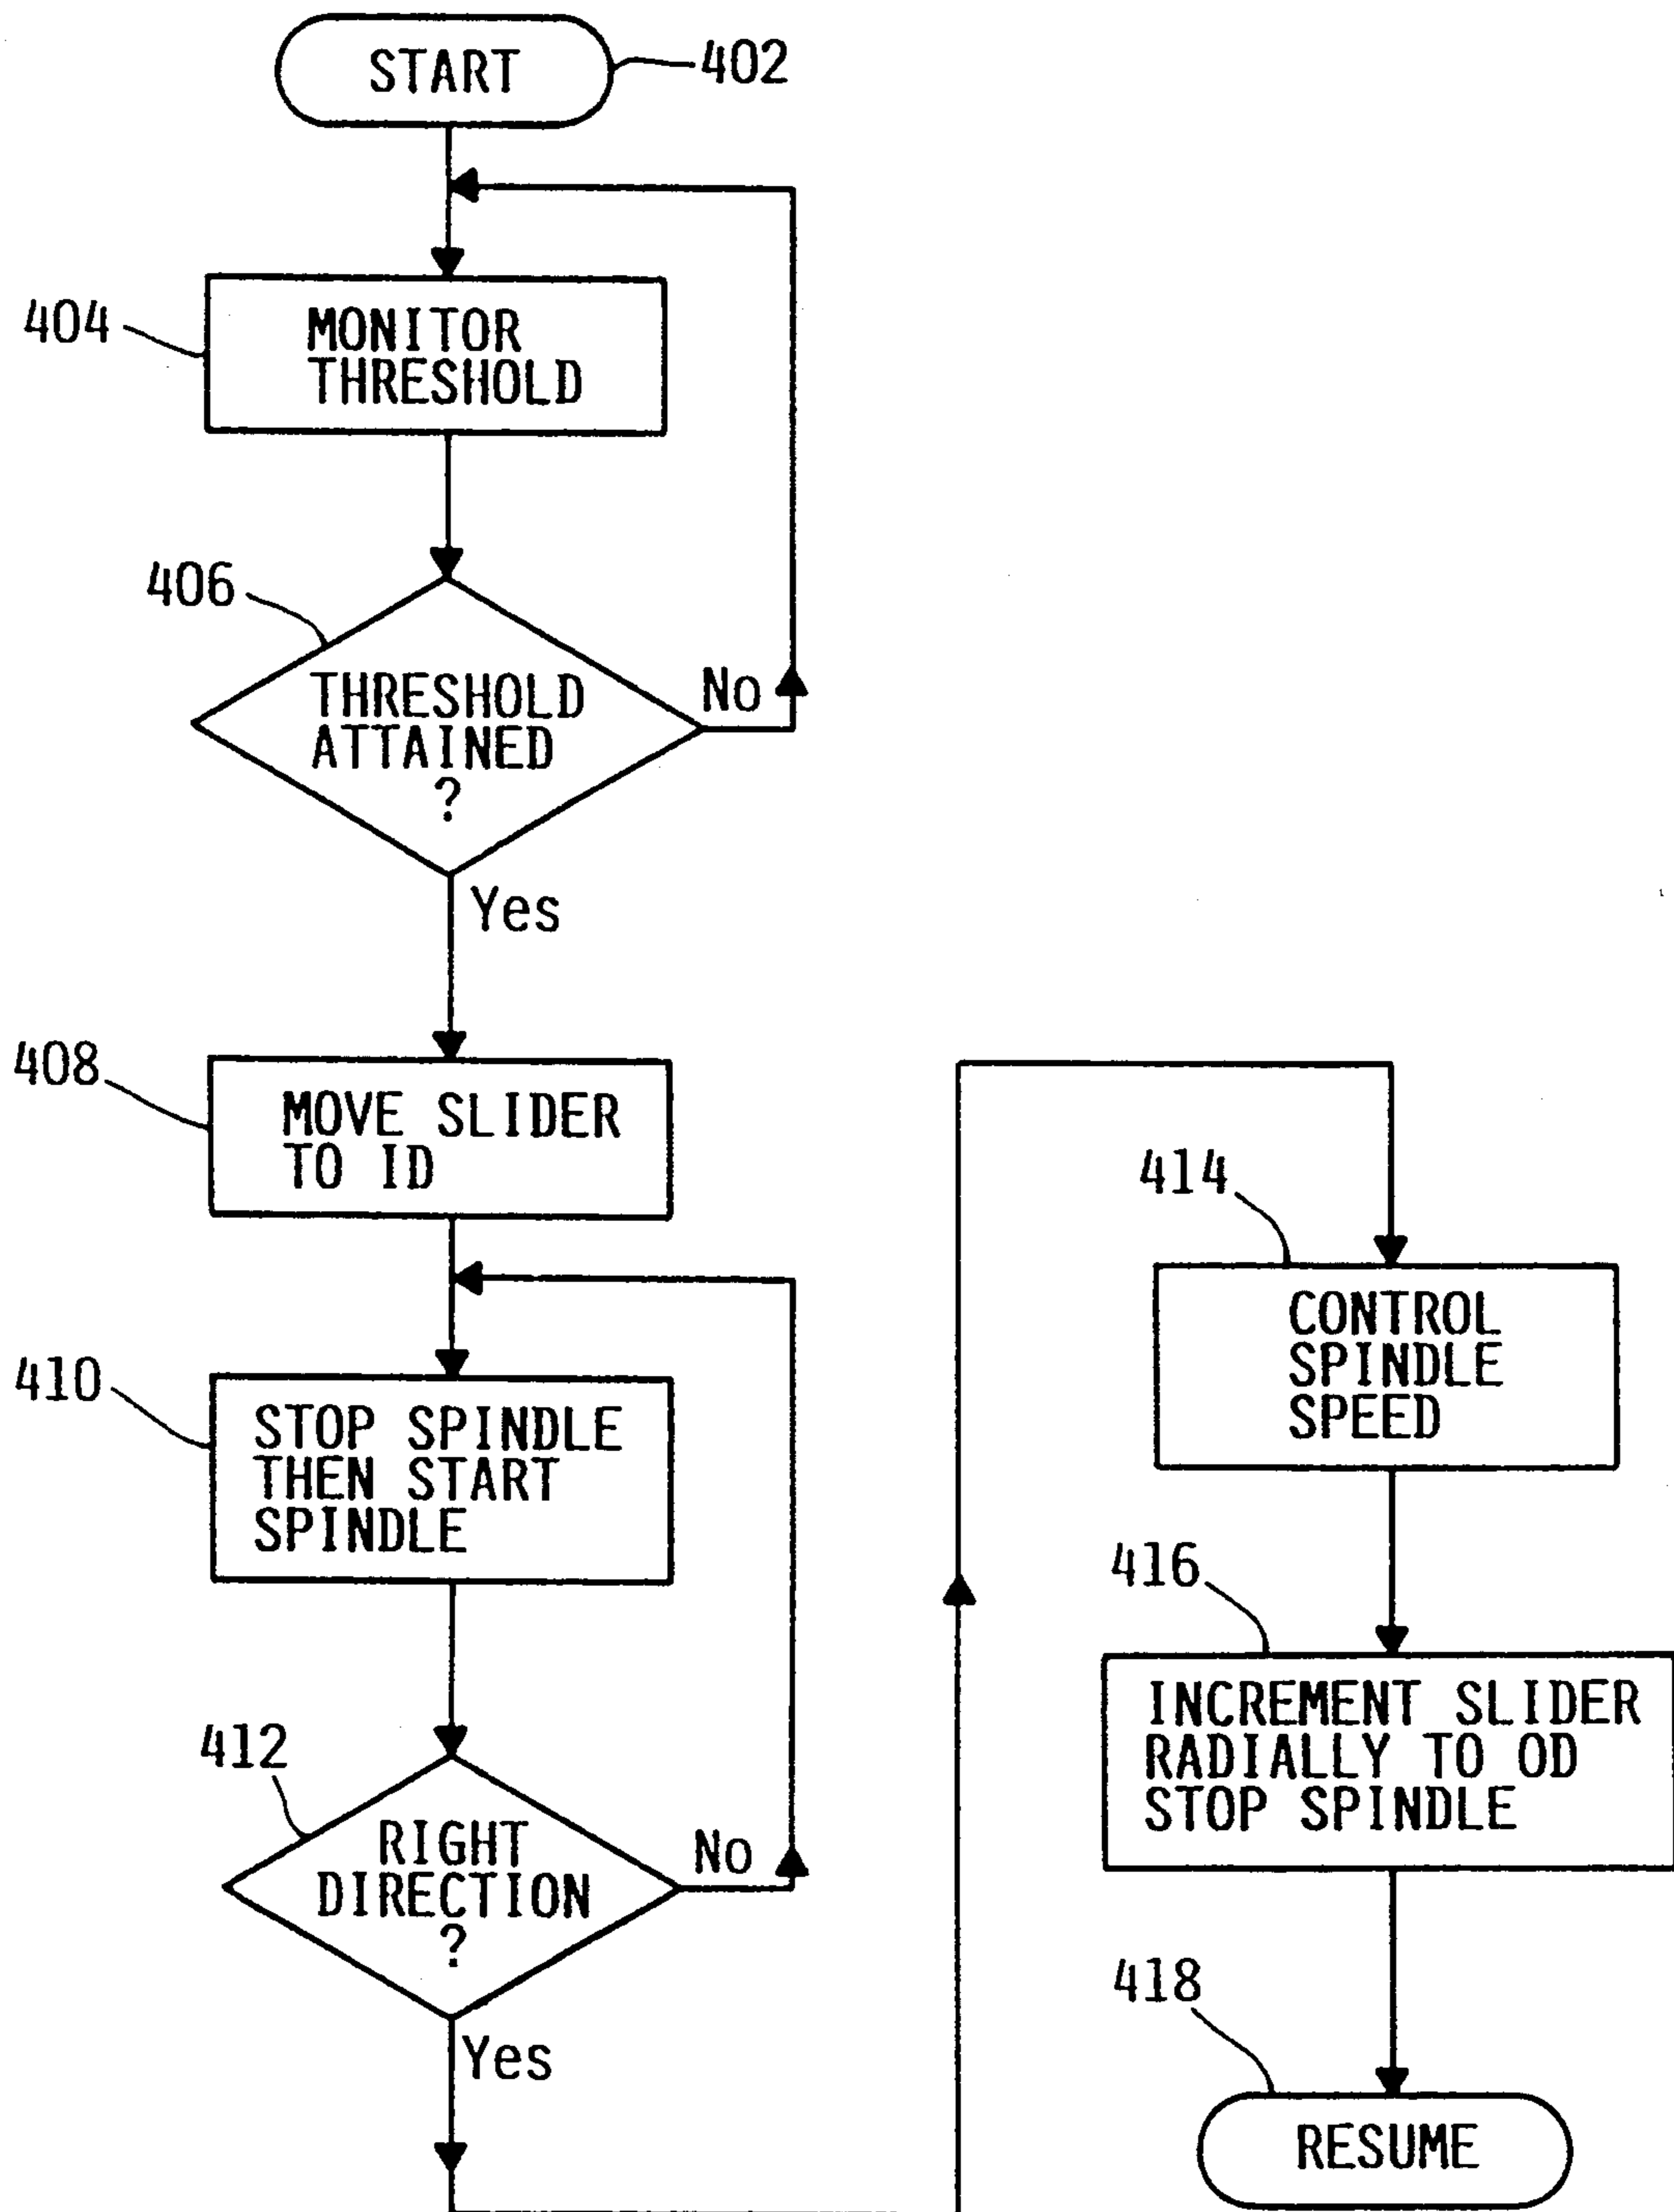 START
402
404
MONITOR
THRESHOLD
406
THRESHOLD
ATTAINED
?
No
Yes
408
MOVE SLIDER
TO ID
410
STOP SPINDLE
THEN START
SPINDLE
412
RIGHT
DIRECTION
?
No
Yes
414
CONTROL
SPINDLE
SPEED
416
INCREMENT SLIDER
RADIALLY TO OD
STOP SPINDLE
418
RESUME